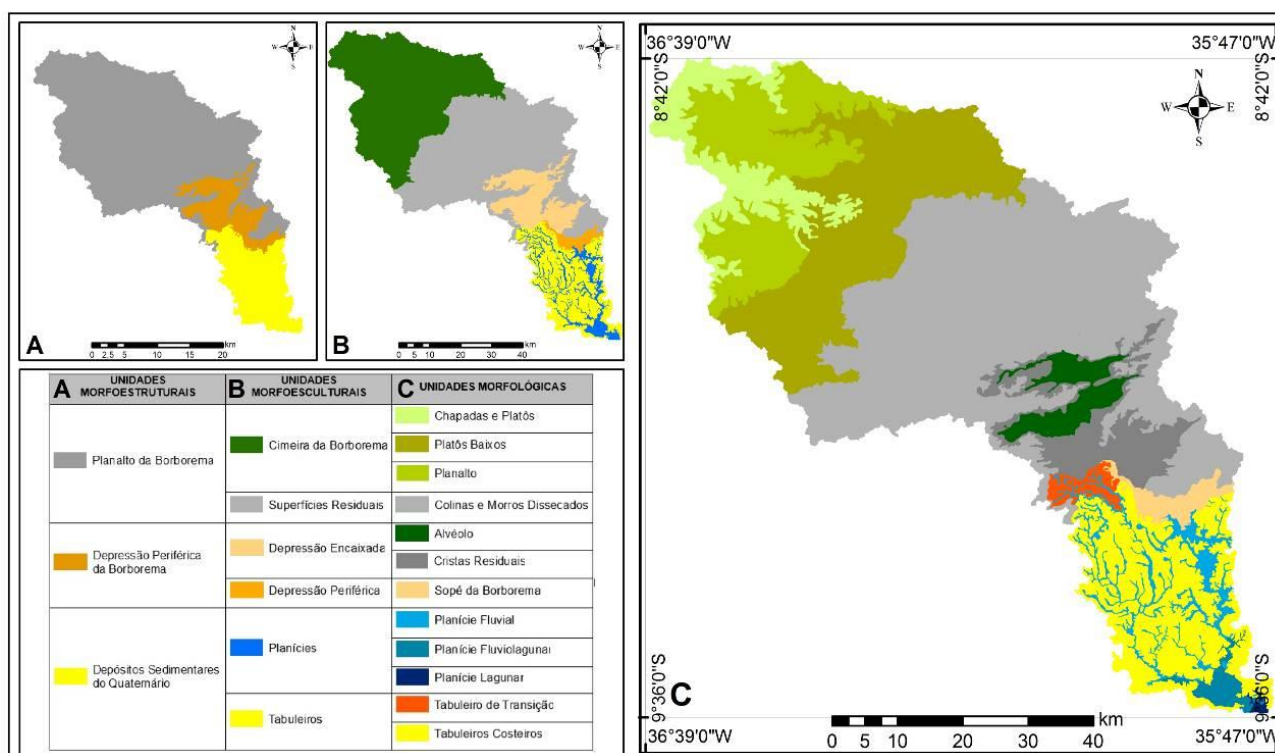 N
W E
S
A
0 2.5 5 10 15 20 km
N
W E
S
B
0 5 10 20 30 40 km
36°39'0"W 35°47'0"W
8°42'0"S 8°42'0"S
N
W E
S
C
9°36'0"S 9°36'0"S
0 5 10 20 30 40 km
36°39'0"W 35°47'0"W
A UNIDADES MORFOESTRUTURAIS
Planalto da Borborema
Depressão Periférica
da Borborema
Depósitos Sedimentares
do Quaternário
B UNIDADES MORFOESCULTURAIS
Cimeira da Borborema
Superfícies Residuais
Depressão Encaixada
Depressão Periférica
Planícies
Tabuleiros
C UNIDADES MORFOLÓGICAS
Chapadas e Platôs
Platôs Baixos
Planalto
Colinas e Morros Dissecados
Alvéolo
Cristas Residuais
Sopé da Borborema
Planície Fluvial
Planície Fluviolagunar
Planície Lagunar
Tabuleiro de Transição
Tabuleiros Costeiros